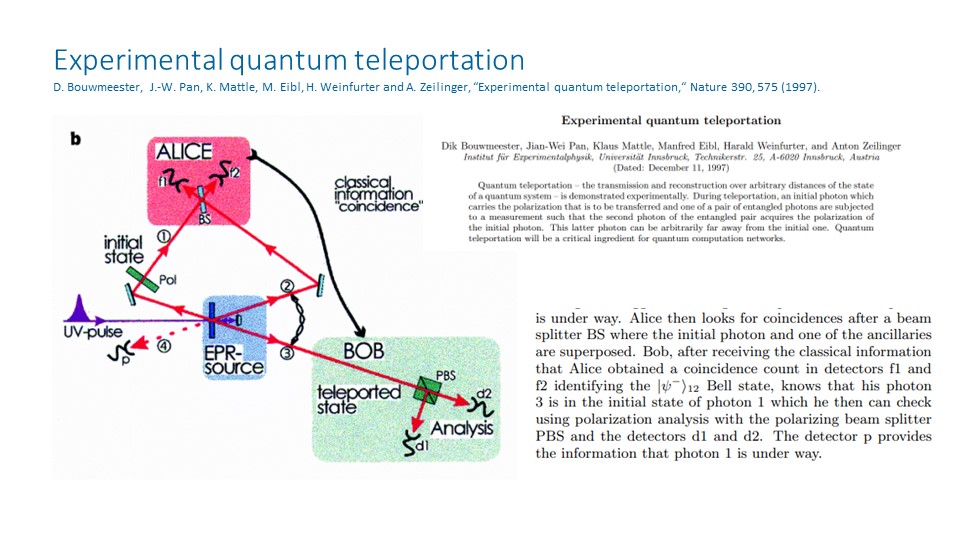 Experimental quantum teleportation
D. Bouwmeester, J.-W. Pan, K. Mattle, M. Eibl, H. Weinfurter and A. Zeilinger, “Experimental quantum teleportation,“ Nature 390, 575 (1997).
b
ALICE
f1
f2
BS
classical
information
"coincidence"
initial
state
①
Pol
②
UV-pulse
p
④
EPR-
source
③
BOB
teleported
state
PBS
d2
Analysis
d1
Experimental quantum teleportation
Dik Bouwmeester, Jian-Wei Pan, Klaus Mattle, Manfred Eibl, Harald Weinfurter, and Anton Zeilinger
Institut für Experimentalphysik, Universität Innsbruck, Technikerstr. 25, A-6020 Innsbruck, Austria
(Dated: December 11, 1997)
Quantum teleportation – the transmission and reconstruction over arbitrary distances of the state
of a quantum system – is demonstrated experimentally. During teleportation, an initial photon which
carries the polarization that is to be transferred and one of a pair of entangled photons are subjected
to a measurement such that the second photon of the entangled pair acquires the polarization of
the initial photon. This latter photon can be arbitrarily far away from the initial one. Quantum
teleportation will be a critical ingredient for quantum computation networks.
is under way. Alice then looks for coincidences after a beam
splitter BS where the initial photon and one of the ancillaries
are superposed. Bob, after receiving the classical information
that Alice obtained a coincidence count in detectors f1 and
f2 identifying the |ψ⁻⟩₁₂ Bell state, knows that his photon
3 is in the initial state of photon 1 which he then can check
using polarization analysis with the polarizing beam splitter
PBS and the detectors d1 and d2. The detector p provides
the information that photon 1 is under way.